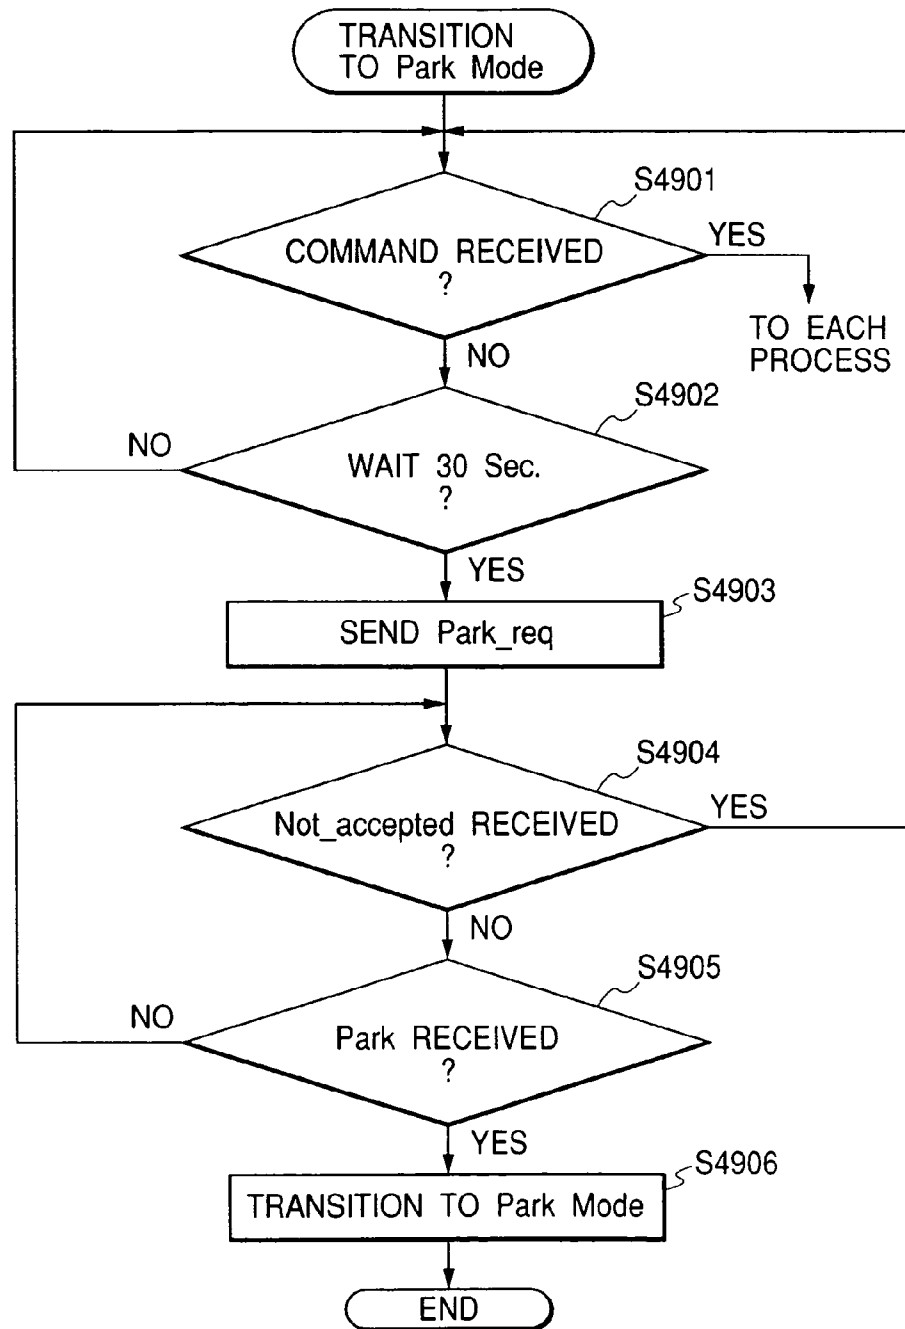 TRANSITION
TO Park Mode
S4901
COMMAND RECEIVED
?
YES
TO EACH
PROCESS
NO
S4902
NO
WAIT 30 Sec.
?
YES
S4903
SEND Park_req
S4904
Not_accepted RECEIVED
?
YES
NO
S4905
NO
Park RECEIVED
?
YES
S4906
TRANSITION TO Park Mode
END